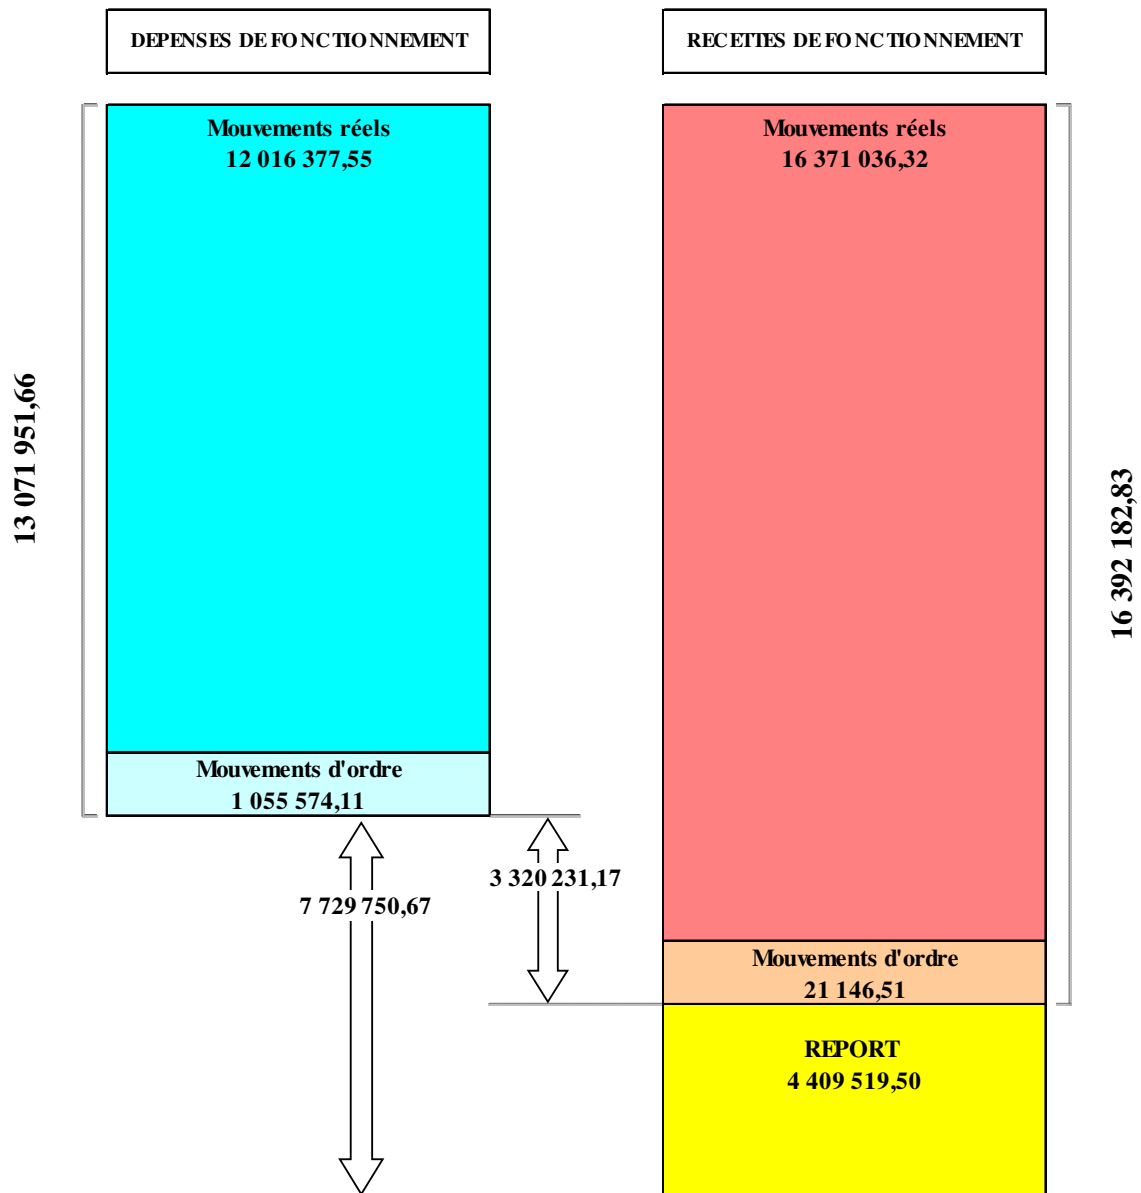 DEPENSES DE FONCTIONNEMENT
RECETTES DE FONCTIONNEMENT
Mouvements réels
12 016 377,55
Mouvements réels
16 371 036,32
13 071 951,66
16 392 182,83
Mouvements d'ordre
1 055 574,11
3 320 231,17
7 729 750,67
Mouvements d'ordre
21 146,51
REPORT
4 409 519,50